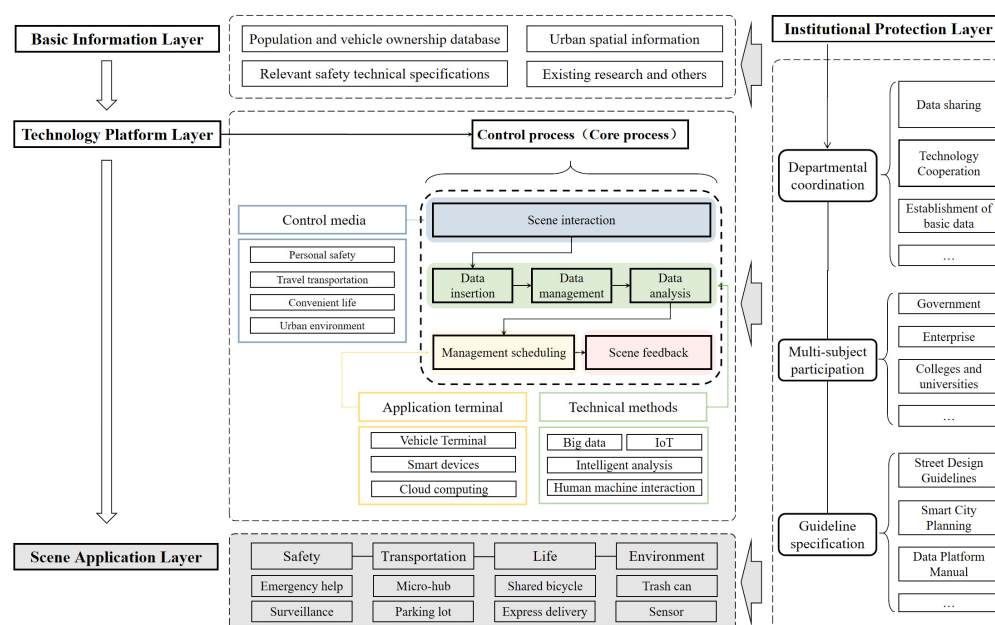 Basic Information Layer
Population and vehicle ownership database
Urban spatial information
Relevant safety technical specifications
Existing research and others
Institutional Protection Layer
Technology Platform Layer
Control process（Core process）
Control media
Personal safety
Travel transportation
Convenient life
Urban environment
Scene interaction
Data
insertion
Data
management
Data
analysis
Management scheduling
Scene feedback
Application terminal
Vehicle Terminal
Smart devices
Cloud computing
Technical methods
Big data
IoT
Intelligent analysis
Human machine interaction
Departmental
coordination
Data sharing
Technology
Cooperation
Establishment of
basic data
…
Multi-subject
participation
Government
Enterprise
Colleges and
universities
…
Guideline
specification
Street Design
Guidelines
Smart City
Planning
Data Platform
Manual
…
Scene Application Layer
Safety
Transportation
Life
Environment
Emergency help
Micro-hub
Shared bicycle
Trash can
Surveillance
Parking lot
Express delivery
Sensor